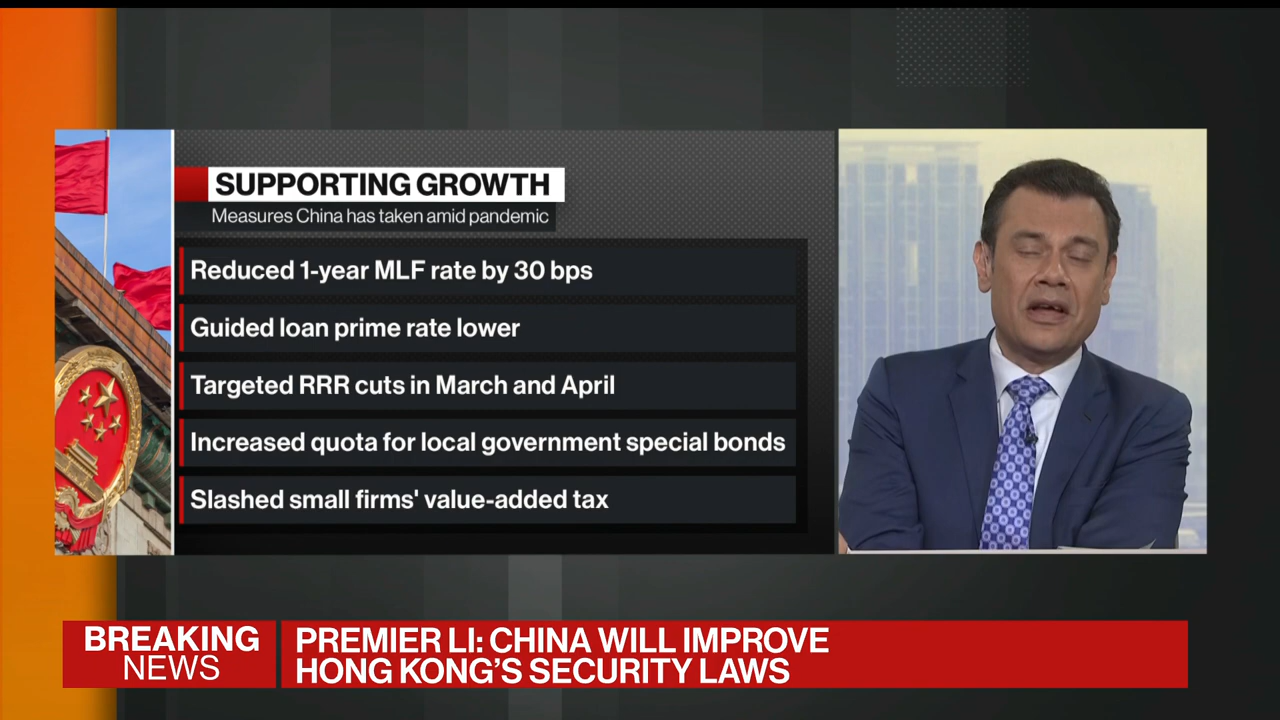 SUPPORTING GROWTH
Measures China has taken amid pandemic
Reduced 1-year MLF rate by 30 bps
Guided loan prime rate lower
Targeted RRR cuts in March and April
Increased quota for local government special bonds
Slashed small firms' value-added tax
BREAKING
NEWS
PREMIER LI: CHINA WILL IMPROVE
HONG KONG'S SECURITY LAWS